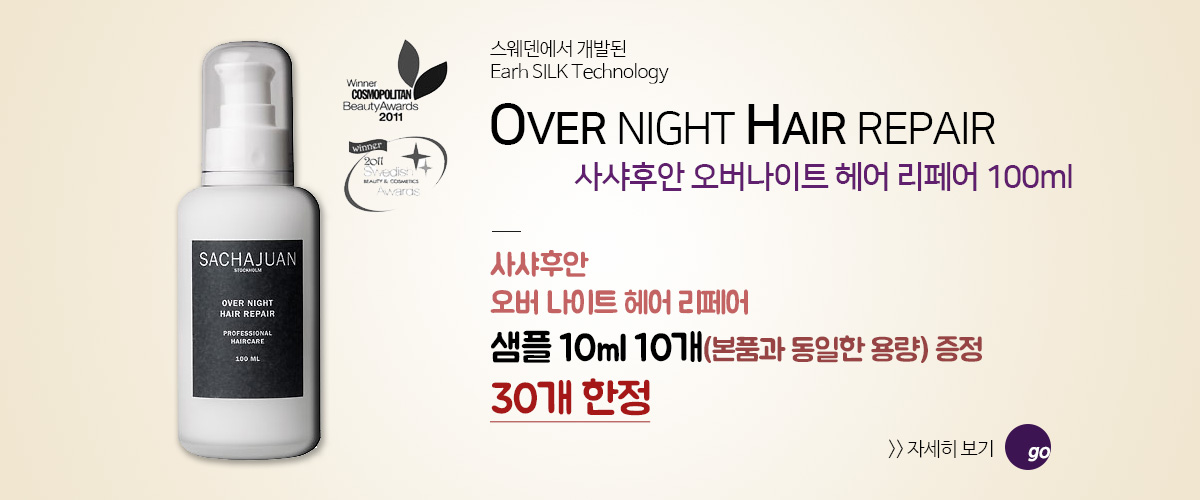 SACHAJUAN
STOCKHOLM
OVER NIGHT
HAIR REPAIR
PROFESSIONAL
HAIRCARE
100 ML
Winner
COSMOPOLITAN
BeautyAwards
2011
winner
2011
Swedish
BEAUTY & COSMETICS
Awards
스웨덴에서 개발된
Earh SILK Technology
OVER NIGHT HAIR REPAIR
사샤후안 오버나이트 헤어 리페어 100ml
사샤후안
오버 나이트 헤어 리페어
샘플 10ml 10개(본품과 동일한 용량) 증정
30개 한정
>> 자세히 보기 go